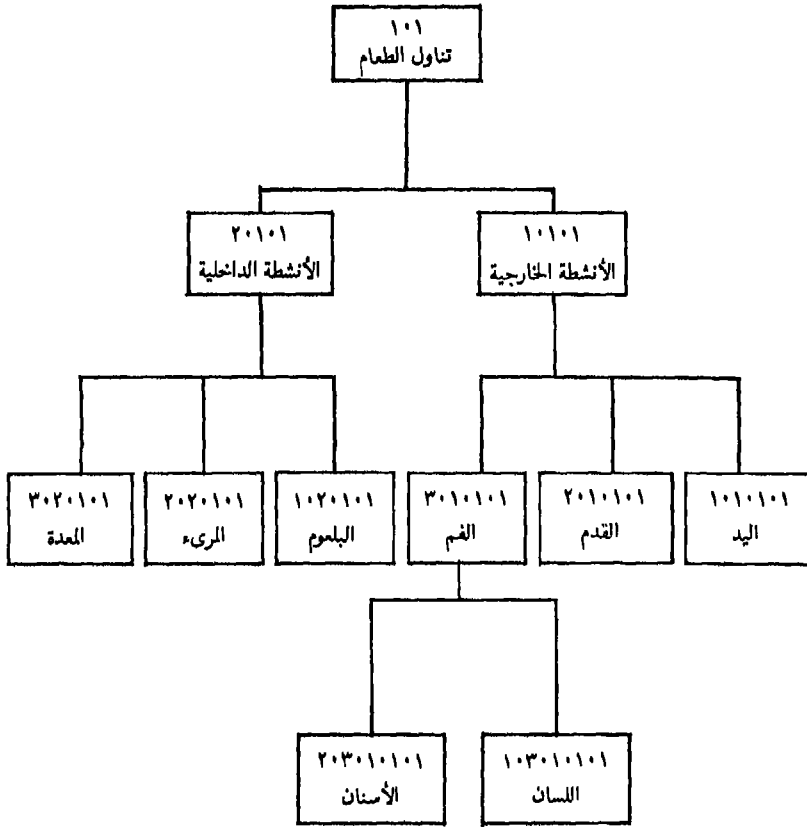 ١٠١
تناول الطعام
١٠١٠١
الأنشطة الخارجية
٢٠١٠١
الأنشطة الداخلية
١٠١٠١٠١
اليد
٢٠١٠١٠١
القدم
٣٠١٠١٠١
الفم
١٠٢٠١٠١
البلعوم
٢٠٢٠١٠١
المرىء
٣٠٢٠١٠١
المعدة
١٠٣٠١٠١٠١
اللسان
٢٠٣٠١٠١٠١
الأسنان